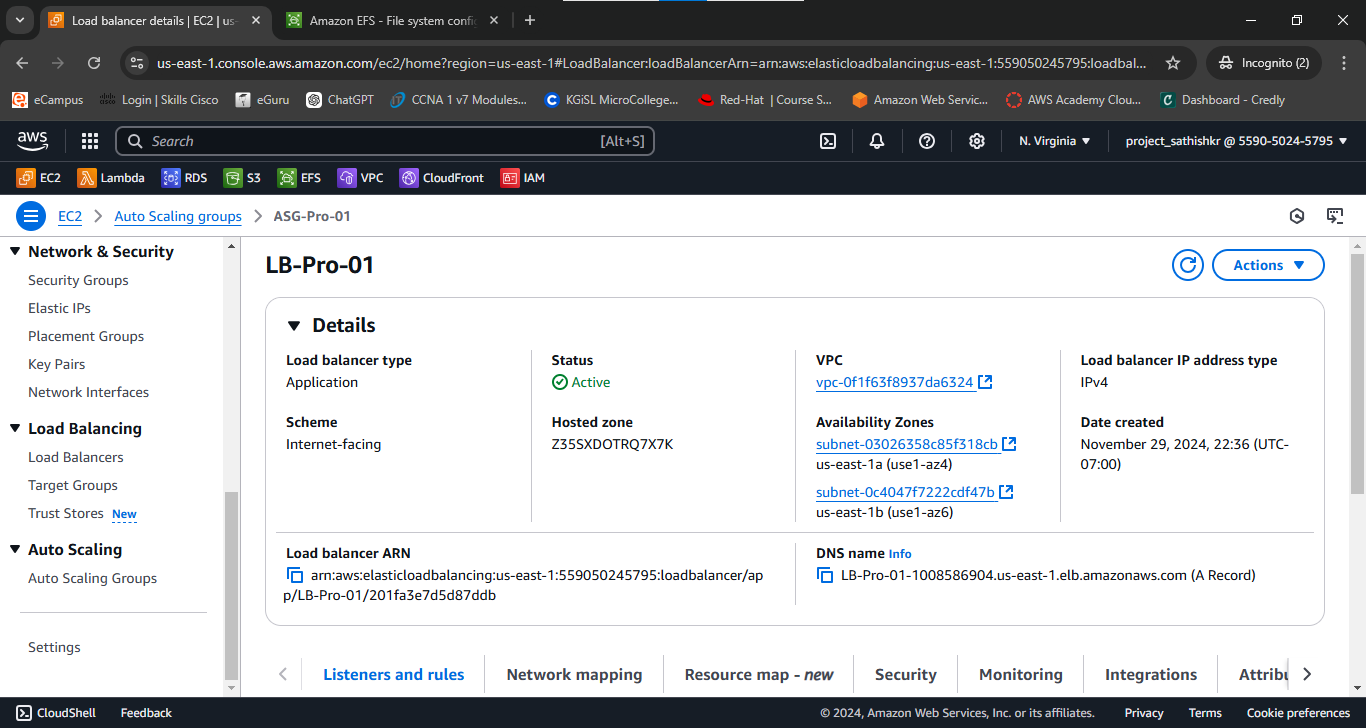 Load balancer details | EC2 | us-
Amazon EFS - File system confi
us-east-1.console.aws.amazon.com/ec2/home?region=us-east-1#LoadBalancer:loadBalancerArn=arn:aws:elasticloadbalancing:us-east-1:559050245795:loadbal...
Incognito (2)
eCampus
Login | Skills Cisco
eGuru
ChatGPT
CCNA 1 v7 Modules...
KGiSL MicroCollege...
Red-Hat | Course S...
Amazon Web Servic...
AWS Academy Clou...
Dashboard - Credly
aws
Search [Alt+S]
N. Virginia
project_sathishkr @ 5590-5024-5795
EC2
Lambda
RDS
S3
EFS
VPC
CloudFront
IAM
EC2 > Auto Scaling groups > ASG-Pro-01
Network & Security
Security Groups
Elastic IPs
Placement Groups
Key Pairs
Network Interfaces
Load Balancing
Load Balancers
Target Groups
Trust Stores New
Auto Scaling
Auto Scaling Groups
Settings
LB-Pro-01
Actions
Details
Load balancer type
Application
Status
Active
VPC
vpc-0f1f63f8937da6324
Load balancer IP address type
IPv4
Scheme
Internet-facing
Hosted zone
Z35SXDOTRQ7X7K
Availability Zones
subnet-03026358c85f318cb
us-east-1a (use1-az4)
subnet-0c4047f7222cdf47b
us-east-1b (use1-az6)
Date created
November 29, 2024, 22:36 (UTC-
07:00)
Load balancer ARN
arn:aws:elasticloadbalancing:us-east-1:559050245795:loadbalancer/ap
p/LB-Pro-01/201fa3e7d5d87ddb
DNS name Info
LB-Pro-01-1008586904.us-east-1.elb.amazonaws.com (A Record)
Listeners and rules
Network mapping
Resource map - new
Security
Monitoring
Integrations
Attribu
CloudShell
Feedback
© 2024, Amazon Web Services, Inc. or its affiliates.
Privacy
Terms
Cookie preferences